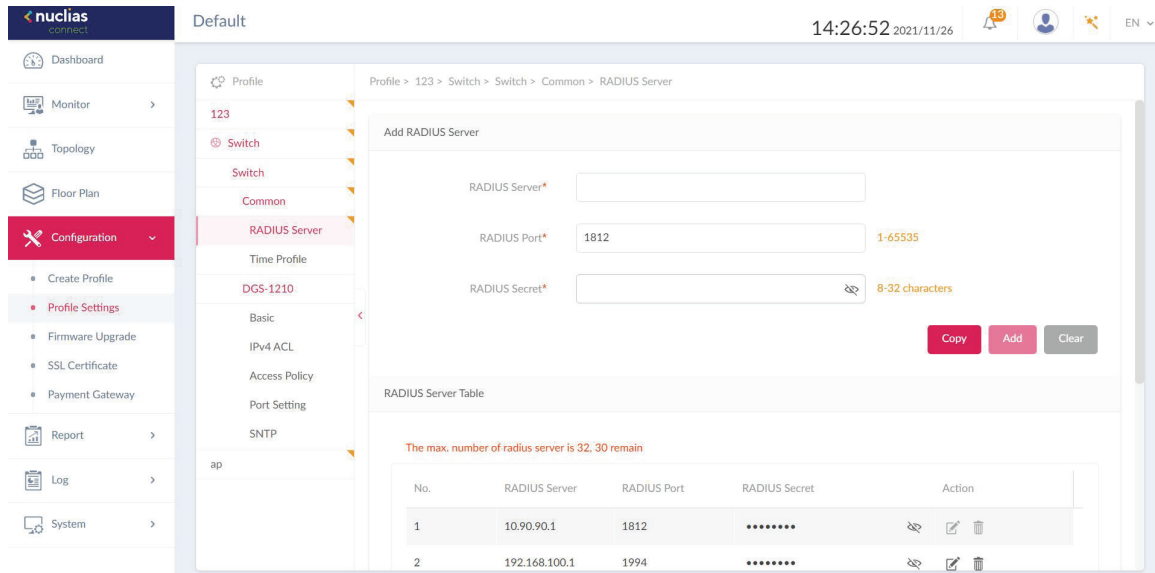 nuclias
connect
Default
14:26:52 2021/11/26
13
EN
Dashboard
Monitor
Topology
Floor Plan
Configuration
Create Profile
Profile Settings
Firmware Upgrade
SSL Certificate
Payment Gateway
Report
Log
System
Profile
123
Switch
Switch
Common
RADIUS Server
Time Profile
DGS-1210
Basic
IPv4 ACL
Access Policy
Port Setting
SNTP
ap
Profile > 123 > Switch > Switch > Common > RADIUS Server
Add RADIUS Server
RADIUS Server*
RADIUS Port* 1812 1-65535
RADIUS Secret* 8-32 characters
Copy Add Clear
RADIUS Server Table
The max. number of radius server is 32, 30 remain
No. RADIUS Server RADIUS Port RADIUS Secret Action
1 10.90.90.1 1812 ••••••••
2 192.168.100.1 1994 ••••••••